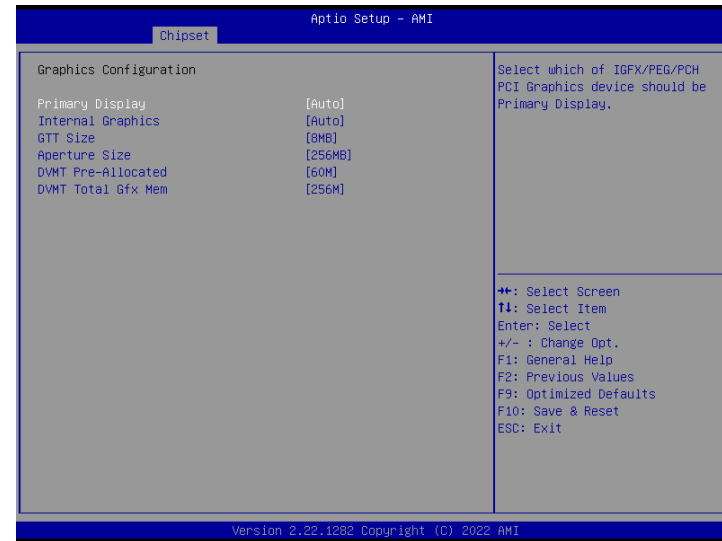 Aptio Setup – AMI
Chipset
Graphics Configuration
Primary Display [Auto]
Internal Graphics [Auto]
GTT Size [8MB]
Aperture Size [256MB]
DVMT Pre-Allocated [60M]
DVMT Total Gfx Mem [256M]
Select which of IGFX/PEG/PCH
PCI Graphics device should be
Primary Display.
→←: Select Screen
↑↓: Select Item
Enter: Select
+/- : Change Opt.
F1: General Help
F2: Previous Values
F9: Optimized Defaults
F10: Save & Reset
ESC: Exit
Version 2.22.1282 Copyright (C) 2022 AMI